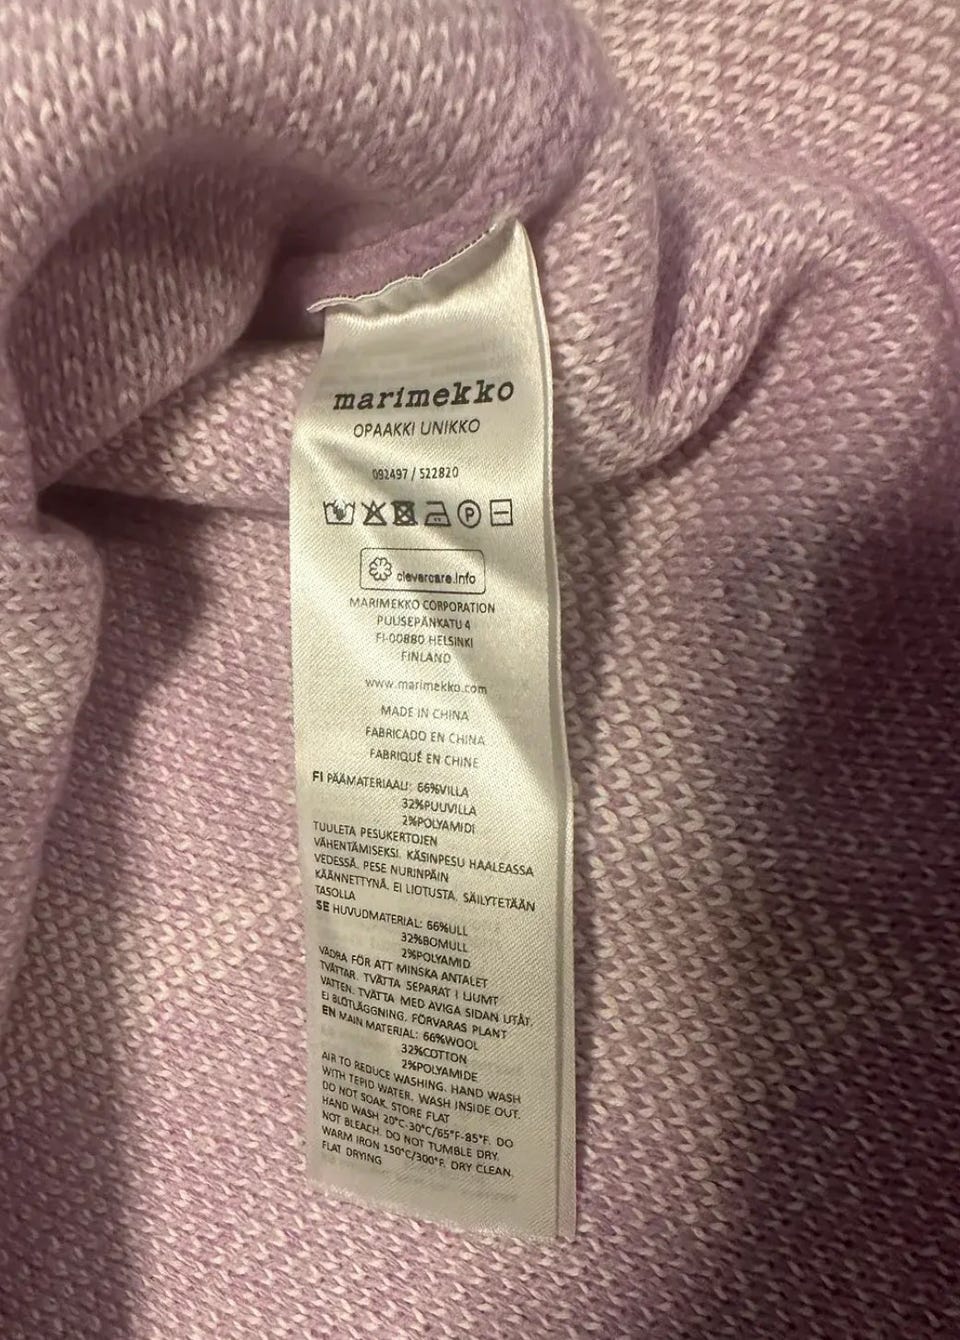 marimekko
OPAAKKI UNIKKO
092497 / 522820
P
clevercare.info
MARIMEKKO CORPORATION
PUUSEPÄNKATU 4
FI-00880 HELSINKI
FINLAND
www.marimekko.com
MADE IN CHINA
FABRICADO EN CHINA
FABRIQUÉ EN CHINE
FI PÄÄMATERIAALI: 66%VILLA
32%PUUVILLA
2%POLYAMIDI
TUULETA PESUKERTOJEN
VÄHENTÄMISEKSI. KÄSINPESU HAALEASSA
VEDESSÄ. PESE NURINPÄIN
KÄÄNNETTYNÄ. EI LIOTUSTA. SÄILYTETÄÄN
TASOLLA
SE HUVUDMATERIAL: 66%ULL
32%BOMULL
2%POLYAMID
VÄDRA FÖR ATT MINSKA ANTALET
TVÄTTAR. TVÄTTA SEPARAT I LJUMT
VATTEN. TVÄTTA MED AVIGA SIDAN UTÅT.
EJ BLÖTLÄGGNING. FÖRVARAS PLANT
EN MAIN MATERIAL: 66%WOOL
32%COTTON
2%POLYAMIDE
AIR TO REDUCE WASHING. HAND WASH
WITH TEPID WATER. WASH INSIDE OUT.
DO NOT SOAK. STORE FLAT
HAND WASH 20°C-30°C/65°F-85°F. DO
NOT BLEACH. DO NOT TUMBLE DRY.
WARM IRON 150°C/300°F. DRY CLEAN.
FLAT DRYING